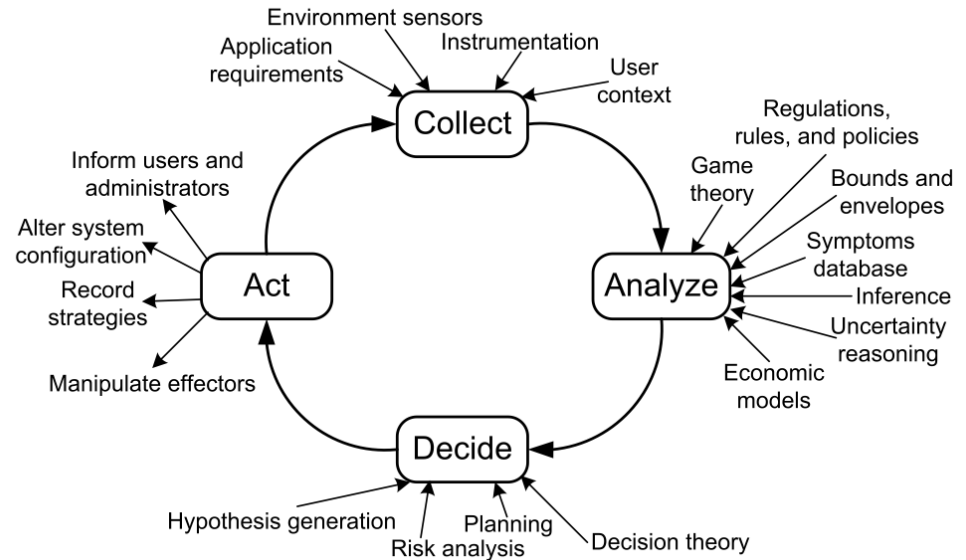 Environment sensors
Application
requirements
Instrumentation
User
context
Collect
Regulations,
rules, and policies
Game
theory
Bounds and
envelopes
Symptoms
database
Inference
Uncertainty
reasoning
Economic
models
Analyze
Decide
Hypothesis generation
Risk analysis
Planning
Decision theory
Act
Inform users and
administrators
Alter system
configuration
Record
strategies
Manipulate effectors